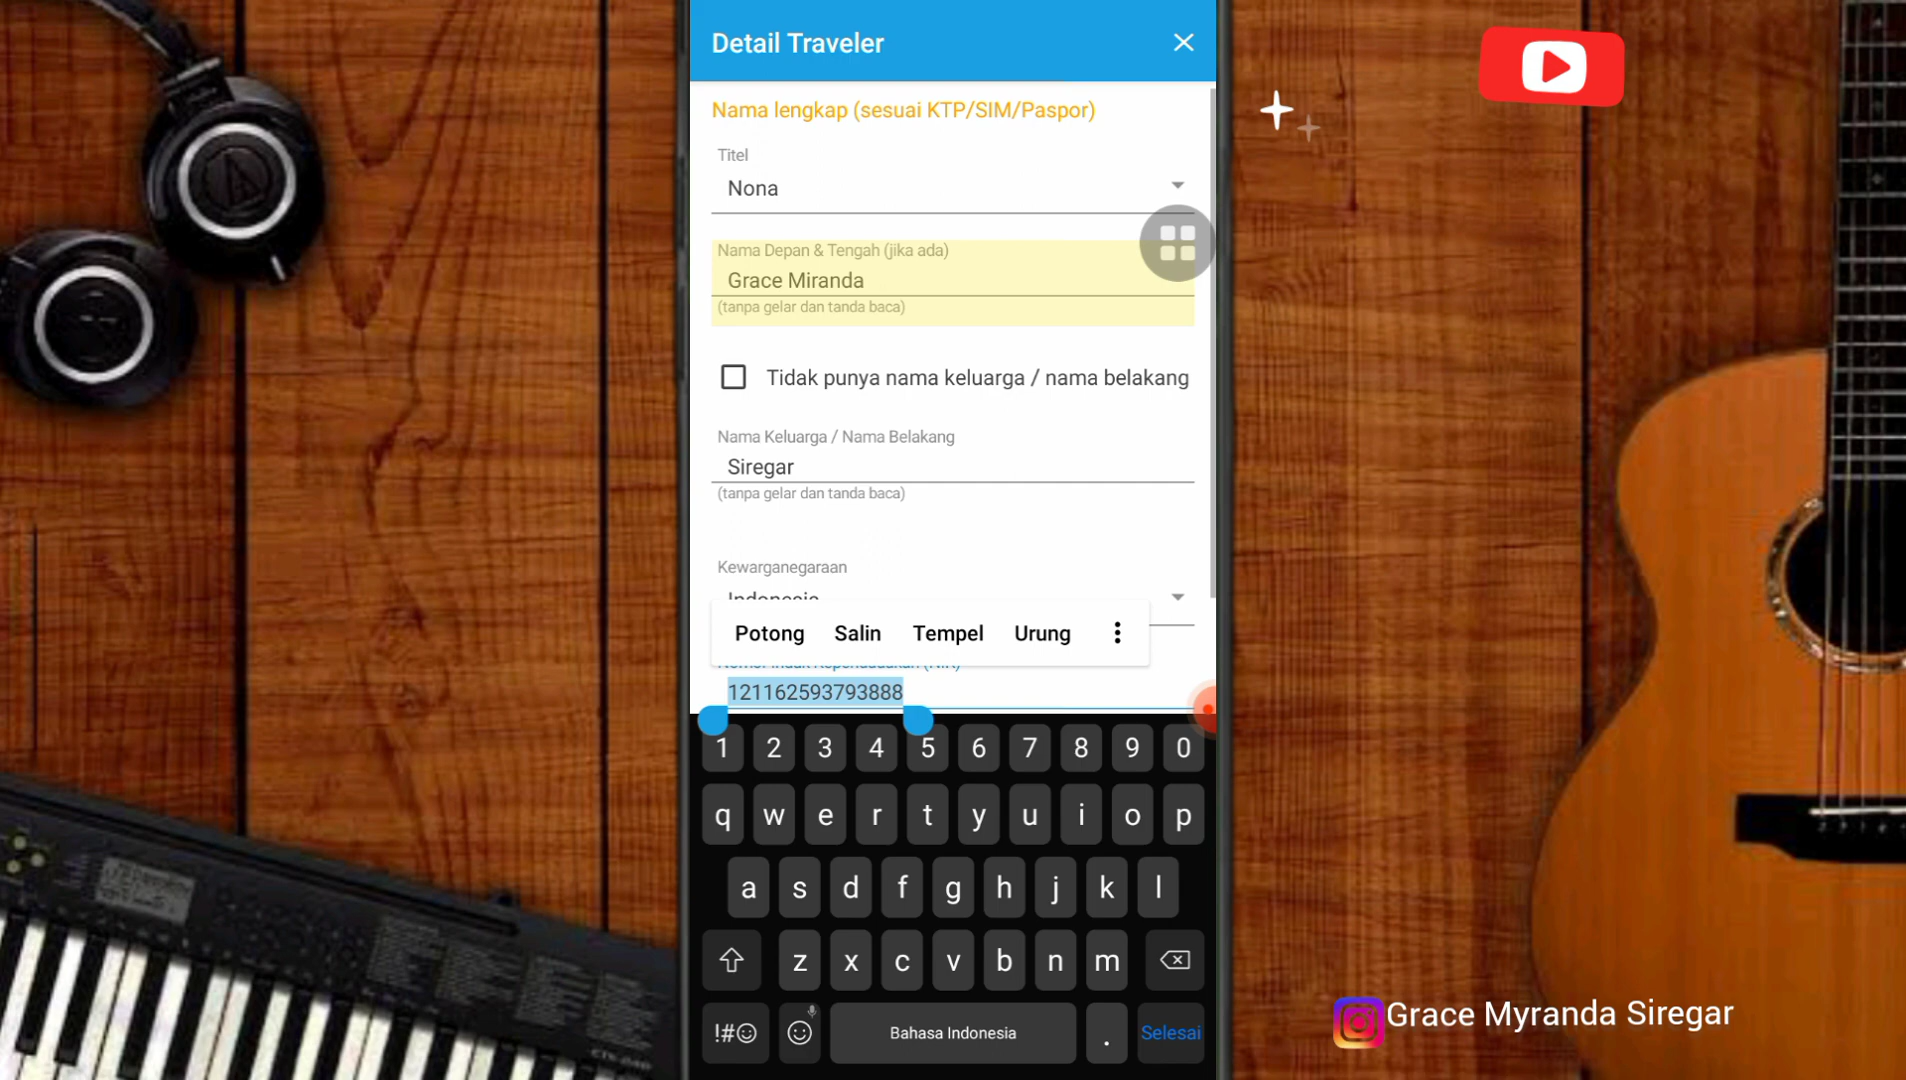 Detail Traveler
Nama lengkap (sesuai KTP/SIM/Paspor)
Titel
Nona
Nama Depan & Tengah (jika ada)
Grace Miranda
(tanpa gelar dan tanda baca)
Tidak punya nama keluarga / nama belakang
Nama Keluarga / Nama Belakang
Siregar
(tanpa gelar dan tanda baca)
Kewarganegaraan
Indonesia
Potong Salin Tempel Urung
121162593793888
1 2 3 4 5 6 7 8 9 0
q w e r t y u i o p
a s d f g h j k l
z x c v b n m
!#☺ Bahasa Indonesia . Selesai
Grace Myranda Siregar